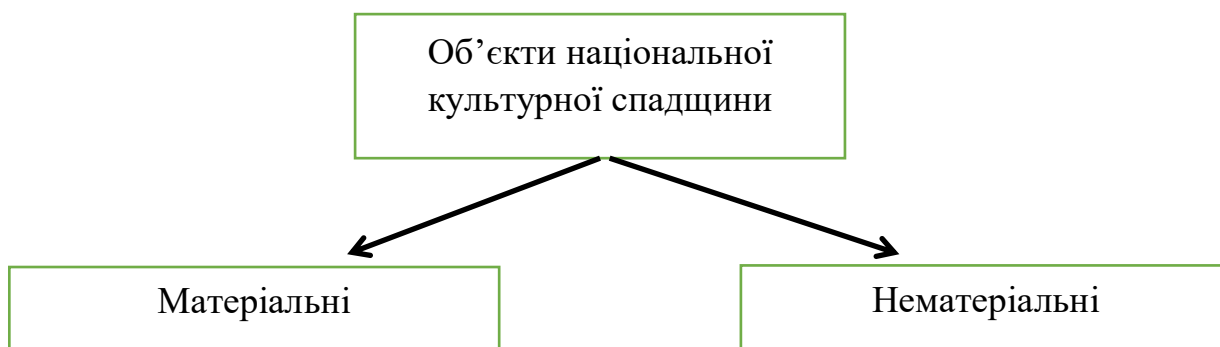 Об’єкти національної
культурної спадщини
Матеріальні
Нематеріальні